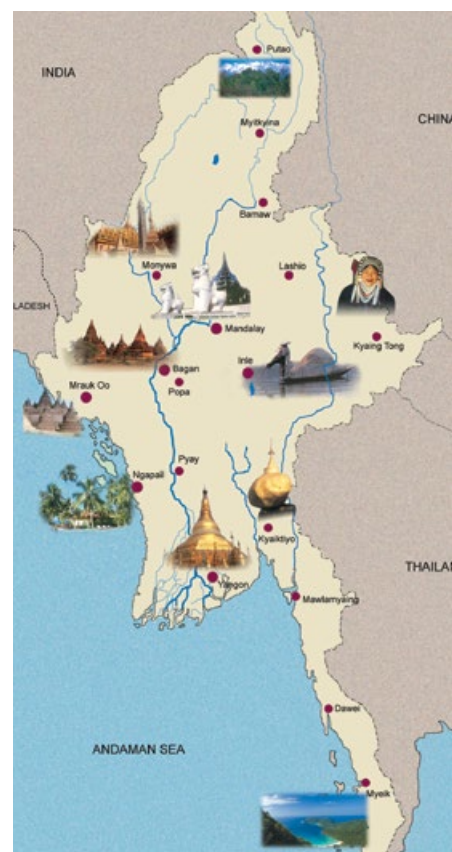 Putao
INDIA
CHINA
Myitkyina
Bamaw
Monywa
Lashio
LADESH
Mandalay
Kyaing Tong
Bagan
Inle
Popa
Mrauk Oo
Pyay
Ngapali
Kyaiktiyo
THAILAN
Yangon
Mawlamyaing
Dawei
ANDAMAN SEA
Myeik